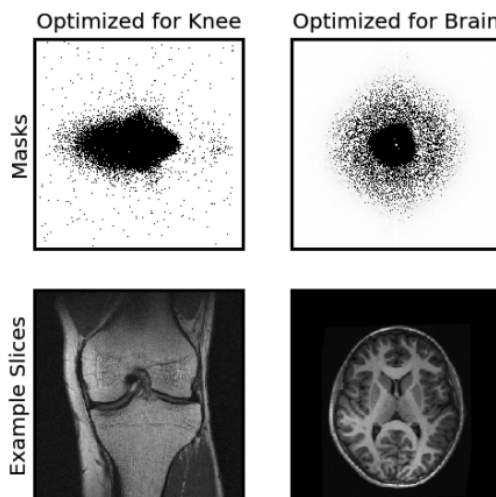 Optimized for Knee
Optimized for Brain
Masks
Example Slices